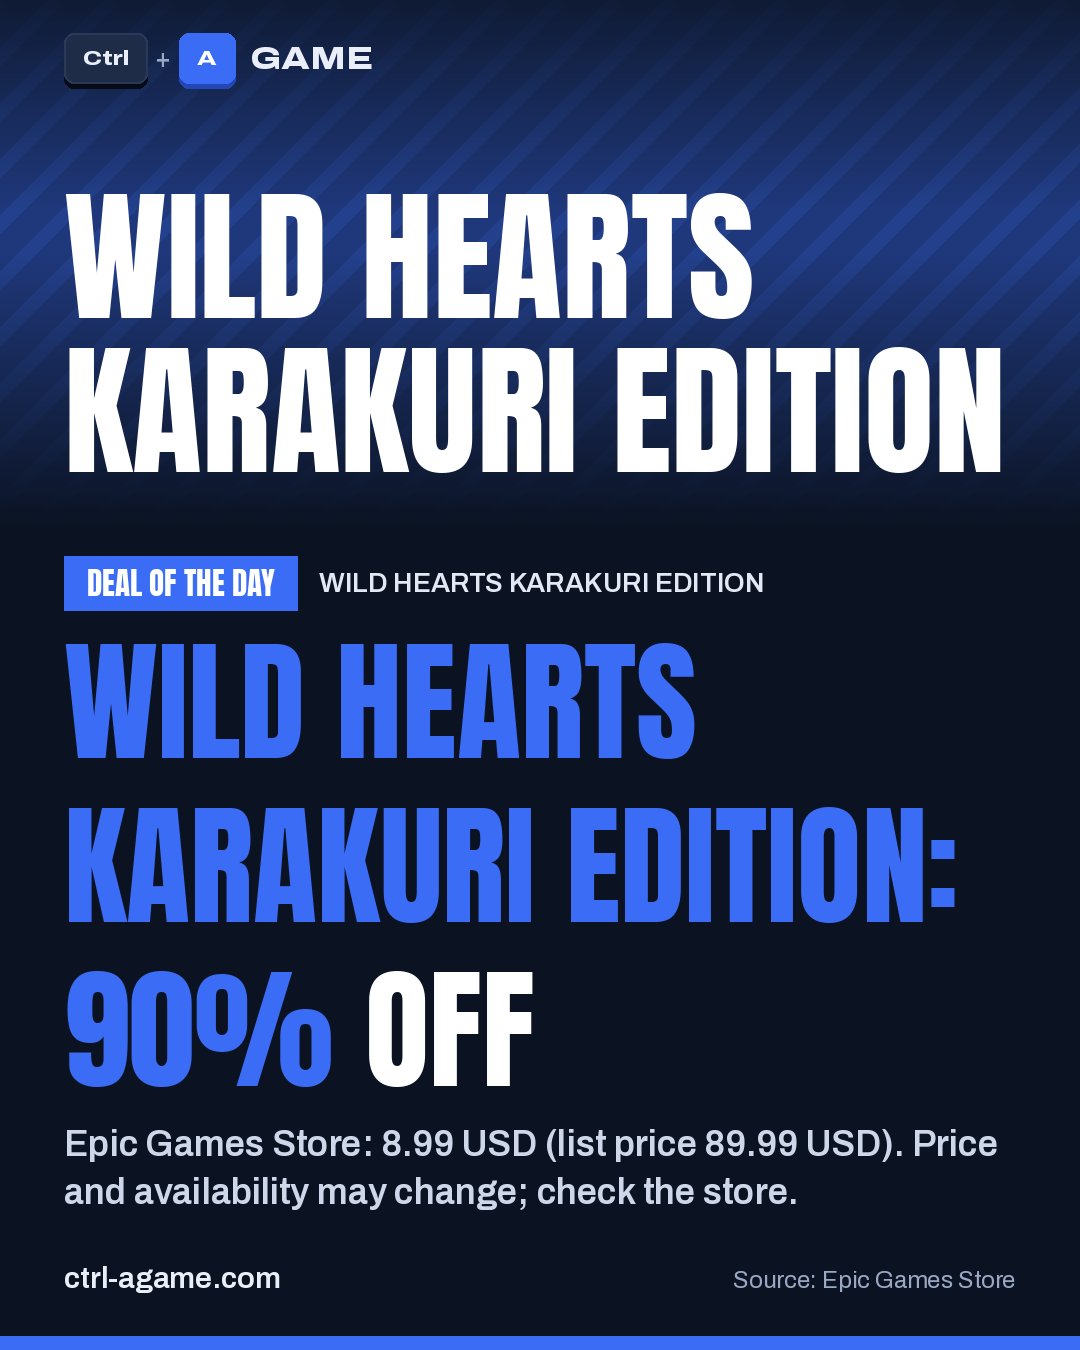 Ctrl + A GAME
WILD HEARTS
KARAKURI EDITION
DEAL OF THE DAY WILD HEARTS KARAKURI EDITION
WILD HEARTS
KARAKURI EDITION:
90% OFF
Epic Games Store: 8.99 USD (list price 89.99 USD). Price
and availability may change; check the store.
ctrl-agame.com Source: Epic Games Store